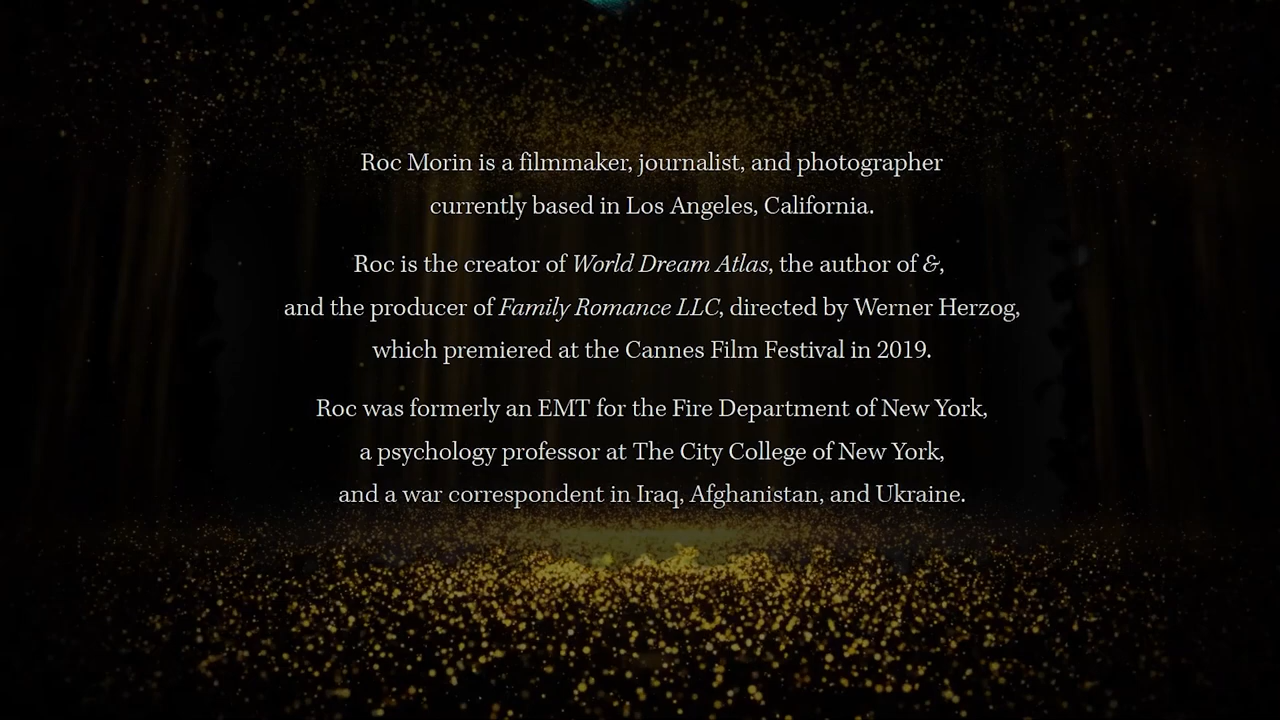 Roc Morin is a filmmaker, journalist, and photographer
currently based in Los Angeles, California.
Roc is the creator of World Dream Atlas, the author of &,
and the producer of Family Romance LLC, directed by Werner Herzog,
which premiered at the Cannes Film Festival in 2019.
Roc was formerly an EMT for the Fire Department of New York,
a psychology professor at The City College of New York,
and a war correspondent in Iraq, Afghanistan, and Ukraine.